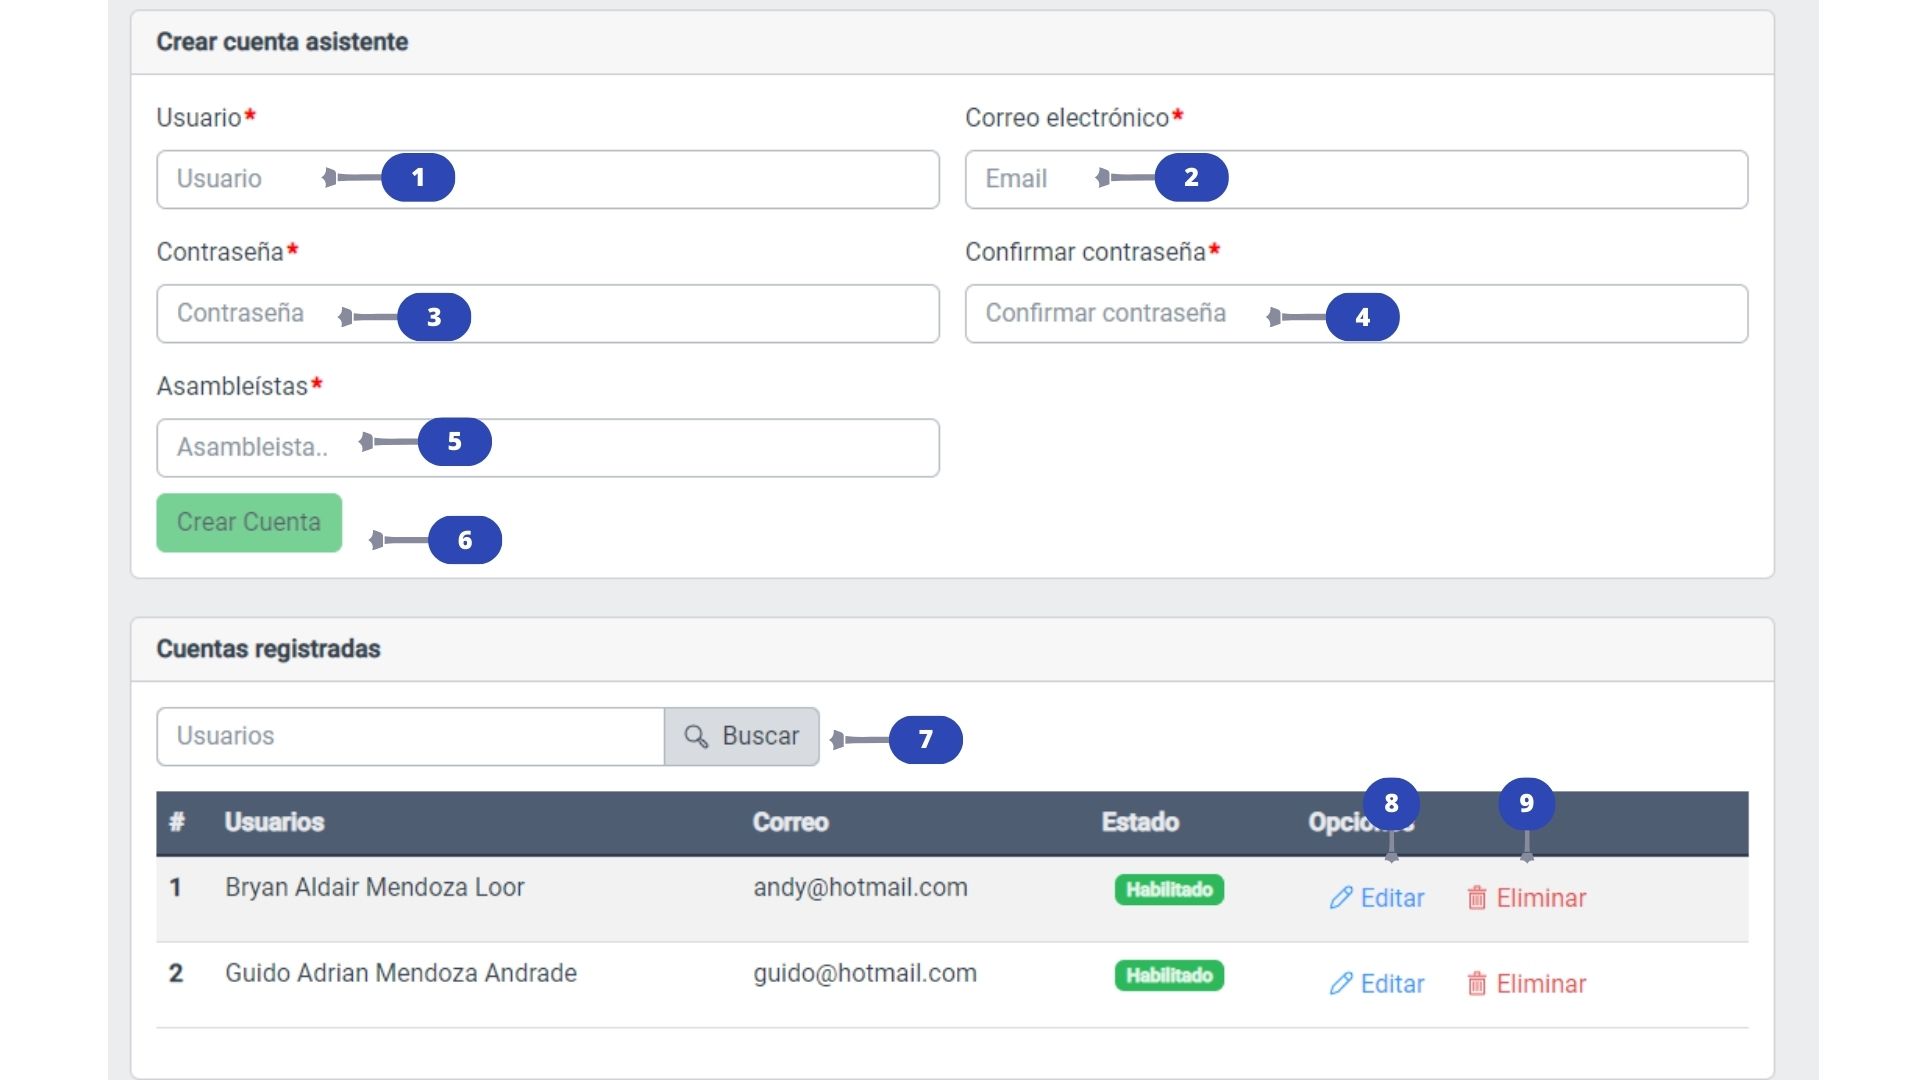 Crear cuenta asistente
Usuario* Correo electrónico*
Usuario 1 Email 2
Contraseña* Confirmar contraseña*
Contraseña 3 Confirmar contraseña 4
Asambleístas*
Asambleista.. 5
Crear Cuenta 6
Cuentas registradas
Usuarios Buscar 7
8 9
# Usuarios Correo Estado
1 Bryan Aldair Mendoza Loor andy@hotmail.com Habilitado Editar Eliminar
2 Guido Adrian Mendoza Andrade guido@hotmail.com Habilitado Editar Eliminar